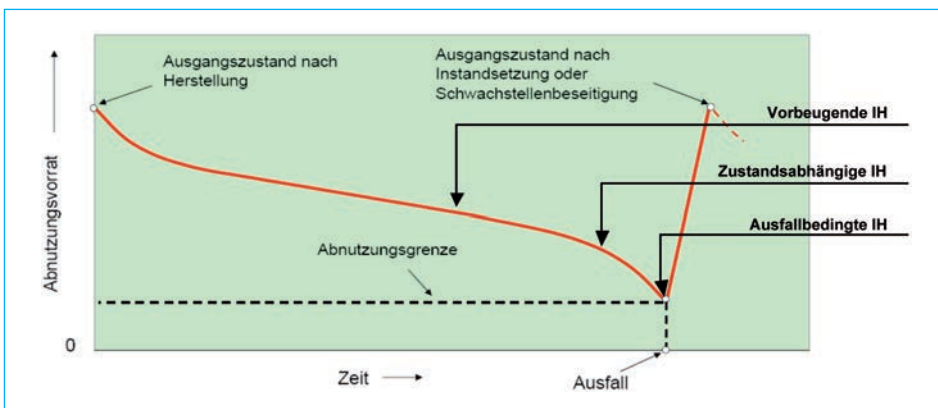 Ausgangszustand nach
Herstellung
Ausgangszustand nach
Instandsetzung oder
Schwachstellenbeseitigung
Vorbeugende IH
Zustandsabhängige IH
Ausfallbedingte IH
Abnutzungsgrenze
Abnutzungsvorrat
0
Zeit
Ausfall